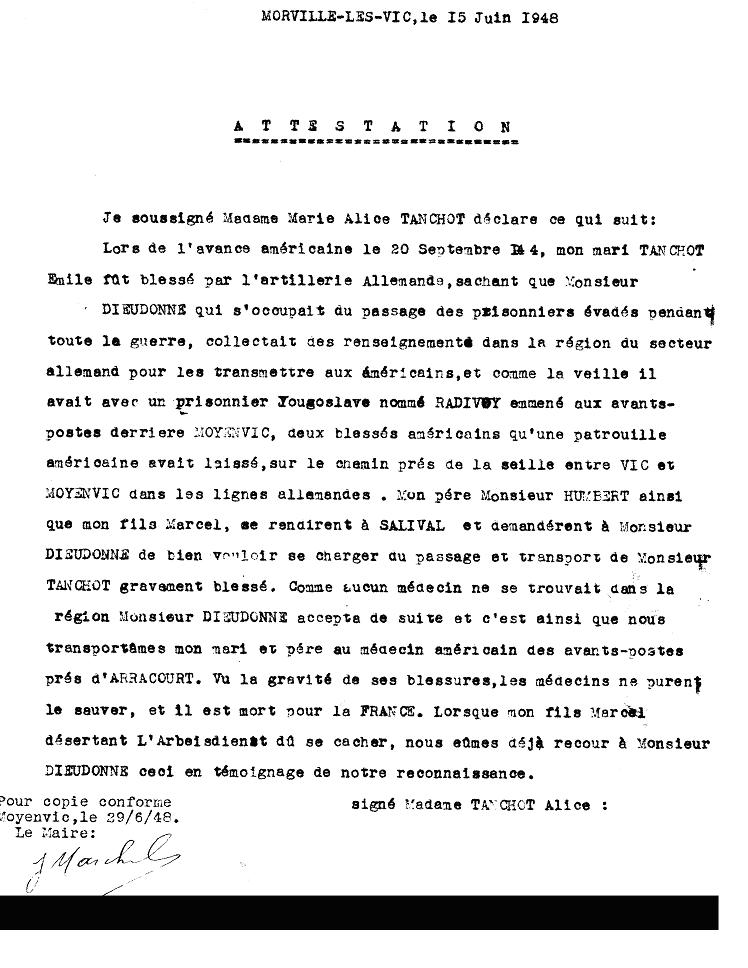 MORVILLE-LES-VIC, le I5 Juin I948
A T T E S T A T I O N
Je soussigné Madame Marie Alice TANCHOT déclare ce qui suit:
Lors de l'avance américaine le 20 Septembre 44, mon mari TANCHOT
Emile fût blessé par l'artillerie Allemande,sachant que Monsieur
DIEUDONNE qui s'occupait du passage des prisonniers évadés pendant
toute la guerre, collectait des renseignements dans la région du secteur
allemand pour les transmettre aux Américains,et comme la veille il
avait avec un prisonnier Yougoslave nommé RADIVOY emmené aux avants-
postes derriere MOYENVIC, deux blessés américains qu'une patrouille
américaine avait laissé,sur le chemin prés de la seille entre VIC et
MOYENVIC dans les lignes allemandes . Mon pére Monsieur HUMBERT ainsi
que mon fils Marcel, se rendirent à SALIVAL et demandérent à Monsieur
DIEUDONNE de bien vouloir se charger du passage et transport de Monsieur
TANCHOT gravement blessé. Comme aucun médecin ne se trouvait dans la
région Monsieur DIEUDONNE accepta de suite et c'est ainsi que nous
transportâmes mon mari et pére au médecin américain des avants-postes
prés d'ARRACOURT. Vu la gravité de ses blessures,les médecins ne purent
le sauver, et il est mort pour la FRANCE. Lorsque mon fils Marcel
désertant L'Arbeisdienst dû se cacher, nous eûmes déjà recour à Monsieur
DIEUDONNE ceci en témoignage de notre reconnaissance.
signé Madame TANCHOT Alice :
Pour copie conforme
Moyenvic,le 29/6/48.
Le Maire: